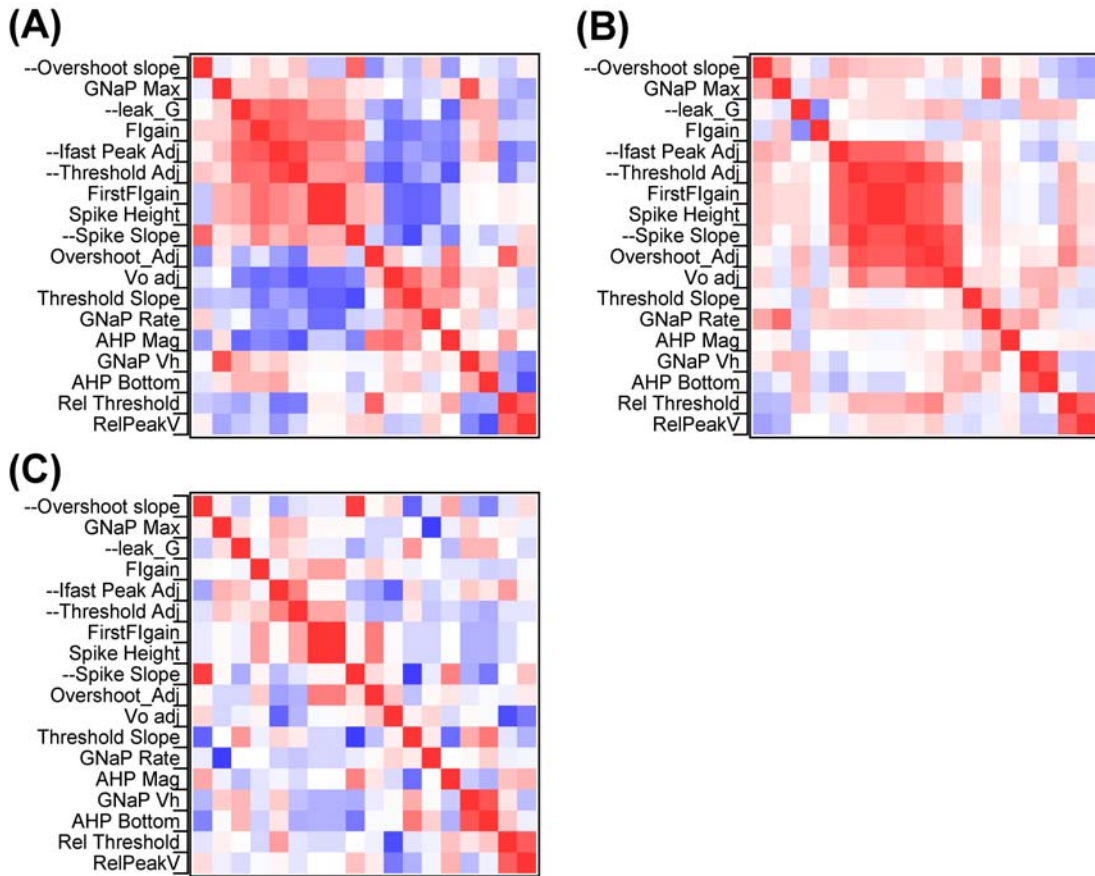 (A)
--Overshoot slope
GNaP Max
--leak_G
FIgain
--Ifast Peak Adj
--Threshold Adj
FirstFIgain
Spike Height
--Spike Slope
Overshoot_Adj
Vo adj
Threshold Slope
GNaP Rate
AHP Mag
GNaP Vh
AHP Bottom
Rel Threshold
RelPeakV
(B)
--Overshoot slope
GNaP Max
--leak_G
FIgain
--Ifast Peak Adj
--Threshold Adj
FirstFIgain
Spike Height
--Spike Slope
Overshoot_Adj
Vo adj
Threshold Slope
GNaP Rate
AHP Mag
GNaP Vh
AHP Bottom
Rel Threshold
RelPeakV
(C)
--Overshoot slope
GNaP Max
--leak_G
FIgain
--Ifast Peak Adj
--Threshold Adj
FirstFIgain
Spike Height
--Spike Slope
Overshoot_Adj
Vo adj
Threshold Slope
GNaP Rate
AHP Mag
GNaP Vh
AHP Bottom
Rel Threshold
RelPeakV